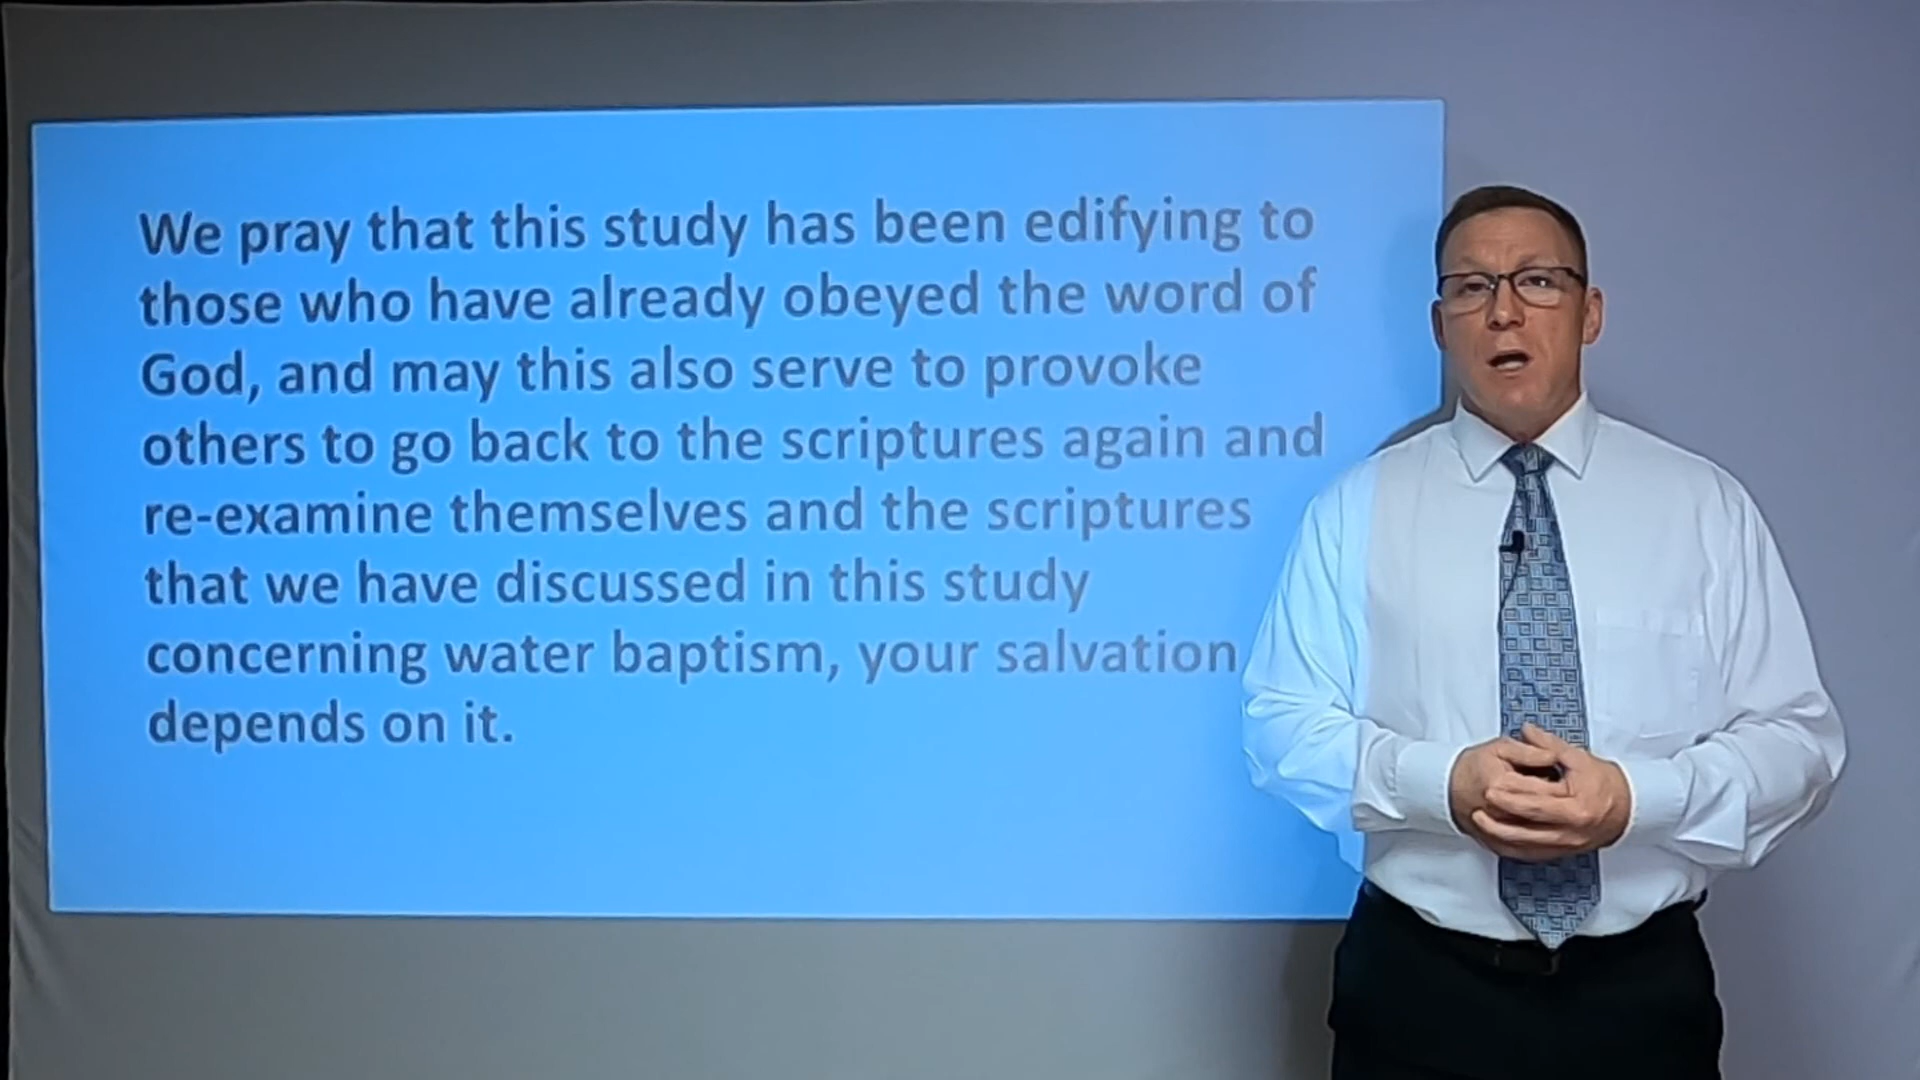 We pray that this study has been edifying to
those who have already obeyed the word of
God, and may this also serve to provoke
others to go back to the scriptures again and
re-examine themselves and the scriptures
that we have discussed in this study
concerning water baptism, your salvation
depends on it.